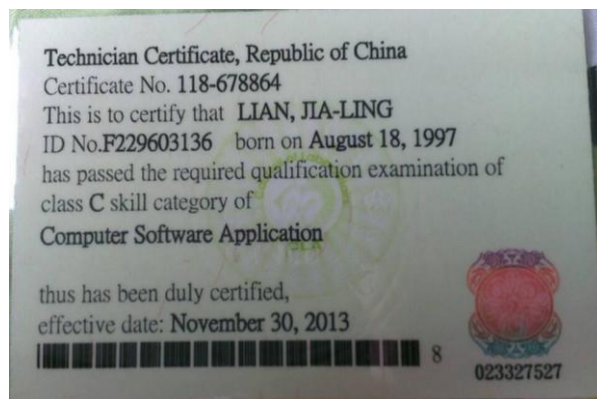 Technician Certificate, Republic of China
Certificate No. 118-678864
This is to certify that LIAN, JIA-LING
ID No.F229603136 born on August 18, 1997
has passed the required qualification examination of
class C skill category of
Computer Software Application
thus has been duly certified,
effective date: November 30, 2013
8
023327527